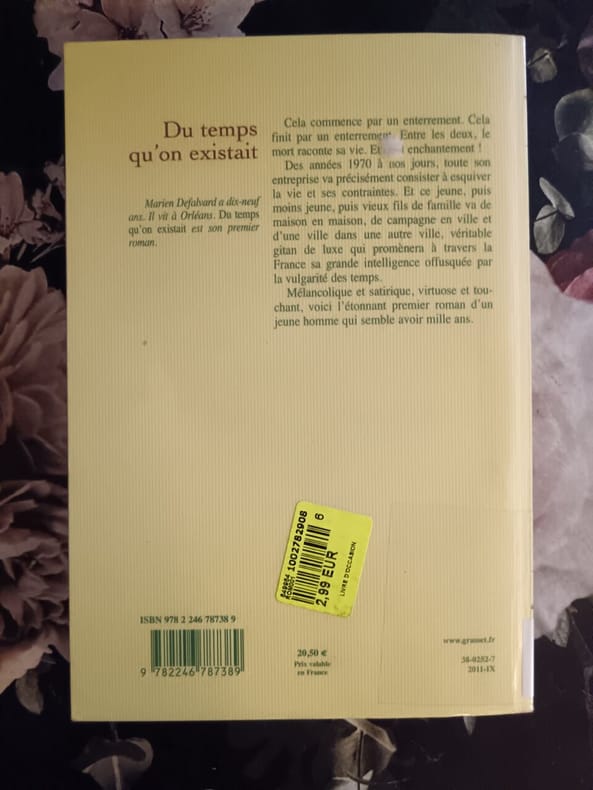 Du temps
qu'on existait
Marien Defalvard a dix-neuf
ans. Il vit à Orléans. Du temps
qu'on existait est son premier
roman.
Cela commence par un enterrement. Cela
finit par un enterrement. Entre les deux, le
mort raconte sa vie. Et enchantement !
Des années 1970 à nos jours, toute son
entreprise va précisément consister à esquiver
la vie et ses contraintes. Et ce jeune, puis
moins jeune, puis vieux fils de famille va de
maison en maison, de campagne en ville et
d'une ville dans une autre ville, véritable
gitan de luxe qui promènera à travers la
France sa grande intelligence offusquée par
la vulgarité des temps.
Mélancolique et satirique, virtuose et tou-
chant, voici l'étonnant premier roman d'un
jeune homme qui semble avoir mille ans.
1002782908
6
2,99 EUR
LIVRE D'OCCASION
ISBN 978 2 246 78738 9
9 782246 787389
20,50 €
Prix valable
en France
www.grasset.fr
38-0252-7
2011-IX